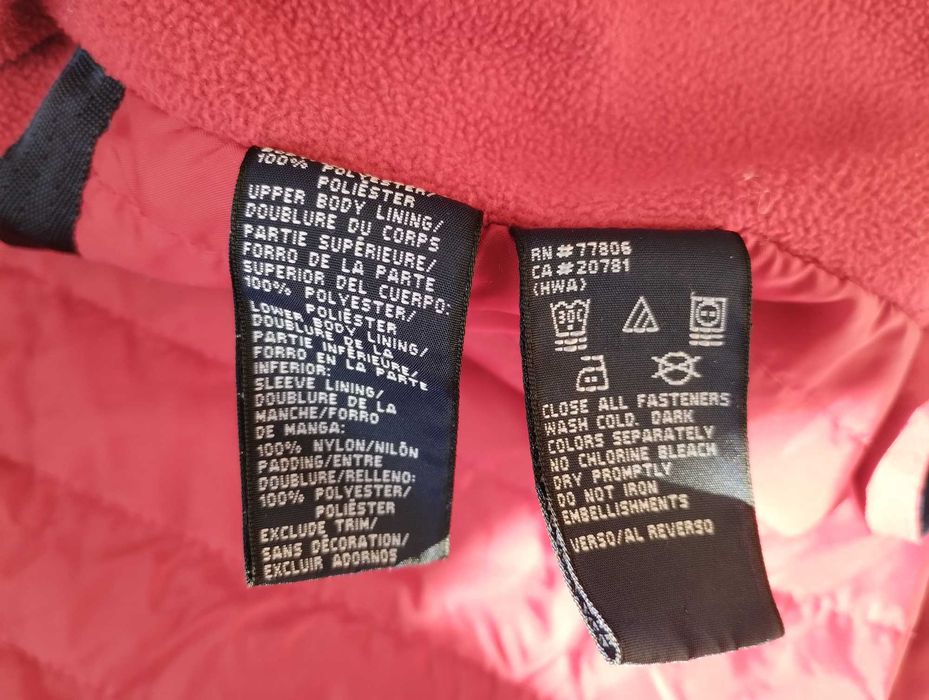 100% POLYESTER/
POLIÉSTER
UPPER BODY LINING/
DOUBLURE DU CORPS
PARTIE SUPÉRIEURE/
FORRO DE LA PARTE
SUPERIOR DEL CUERPO:
100% POLYESTER/
POLIÉSTER
LOWER BODY LINING/
DOUBLURE DE LA
PARTIE INFÉRIEURE/
FORRO EN LA PARTE
INFERIOR:
SLEEVE LINING/
DOUBLURE DE LA
MANCHE/FORRO
DE MANGA:
100% NYLON/NILÓN
PADDING/ENTRE
DOUBLURE/RELLENO:
100% POLYESTER/
POLIÉSTER
EXCLUDE TRIM/
SANS DÉCORATION/
EXCLUIR ADORNOS
RN#77806
CA#20781
(HWA)
30C
CLOSE ALL FASTENERS
WASH COLD. DARK
COLORS SEPARATELY
NO CHLORINE BLEACH
DRY PROMPTLY
DO NOT IRON
EMBELLISHMENTS
VERSO/AL REVERSO